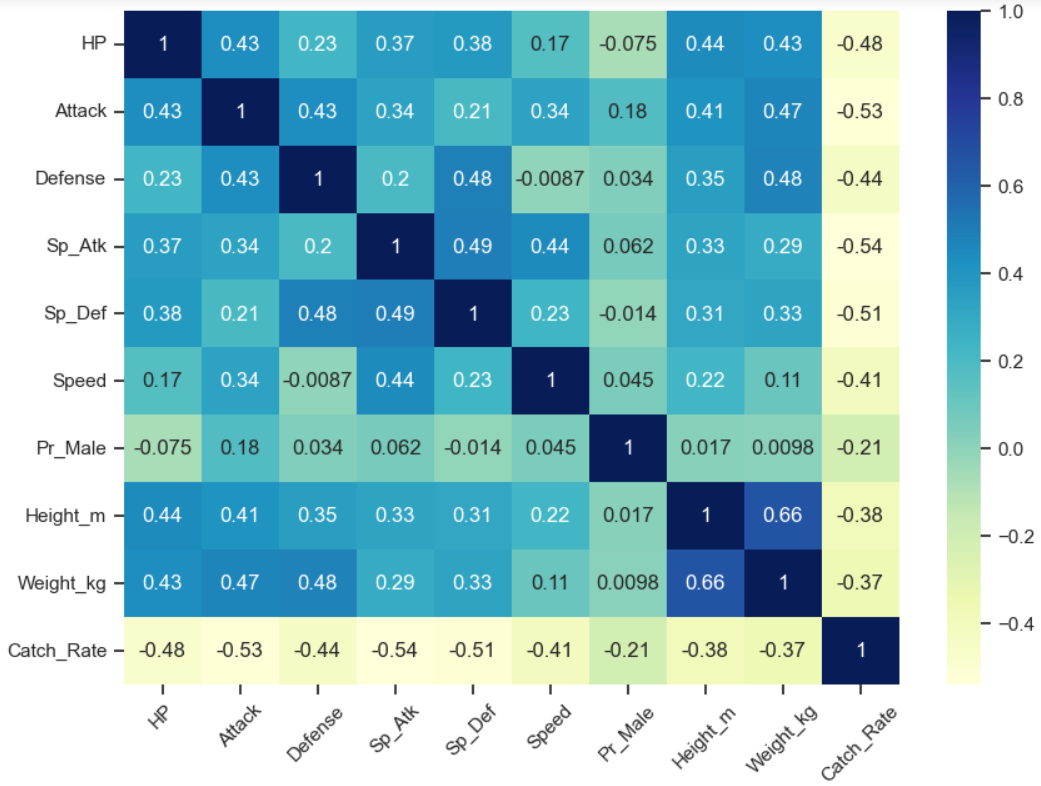 HP 1 0.43 0.23 0.37 0.38 0.17 -0.075 0.44 0.43 -0.48
Attack 0.43 1 0.43 0.34 0.21 0.34 0.18 0.41 0.47 -0.53
Defense 0.23 0.43 1 0.2 0.48 -0.0087 0.034 0.35 0.48 -0.44
Sp_Atk 0.37 0.34 0.2 1 0.49 0.44 0.062 0.33 0.29 -0.54
Sp_Def 0.38 0.21 0.48 0.49 1 0.23 -0.014 0.31 0.33 -0.51
Speed 0.17 0.34 -0.0087 0.44 0.23 1 0.045 0.22 0.11 -0.41
Pr_Male -0.075 0.18 0.034 0.062 -0.014 0.045 1 0.017 0.0098 -0.21
Height_m 0.44 0.41 0.35 0.33 0.31 0.22 0.017 1 0.66 -0.38
Weight_kg 0.43 0.47 0.48 0.29 0.33 0.11 0.0098 0.66 1 -0.37
Catch_Rate -0.48 -0.53 -0.44 -0.54 -0.51 -0.41 -0.21 -0.38 -0.37 1
HP Attack Defense Sp_Atk Sp_Def Speed Pr_Male Height_m Weight_kg Catch_Rate
1.0
0.8
0.6
0.4
0.2
0.0
−0.2
−0.4